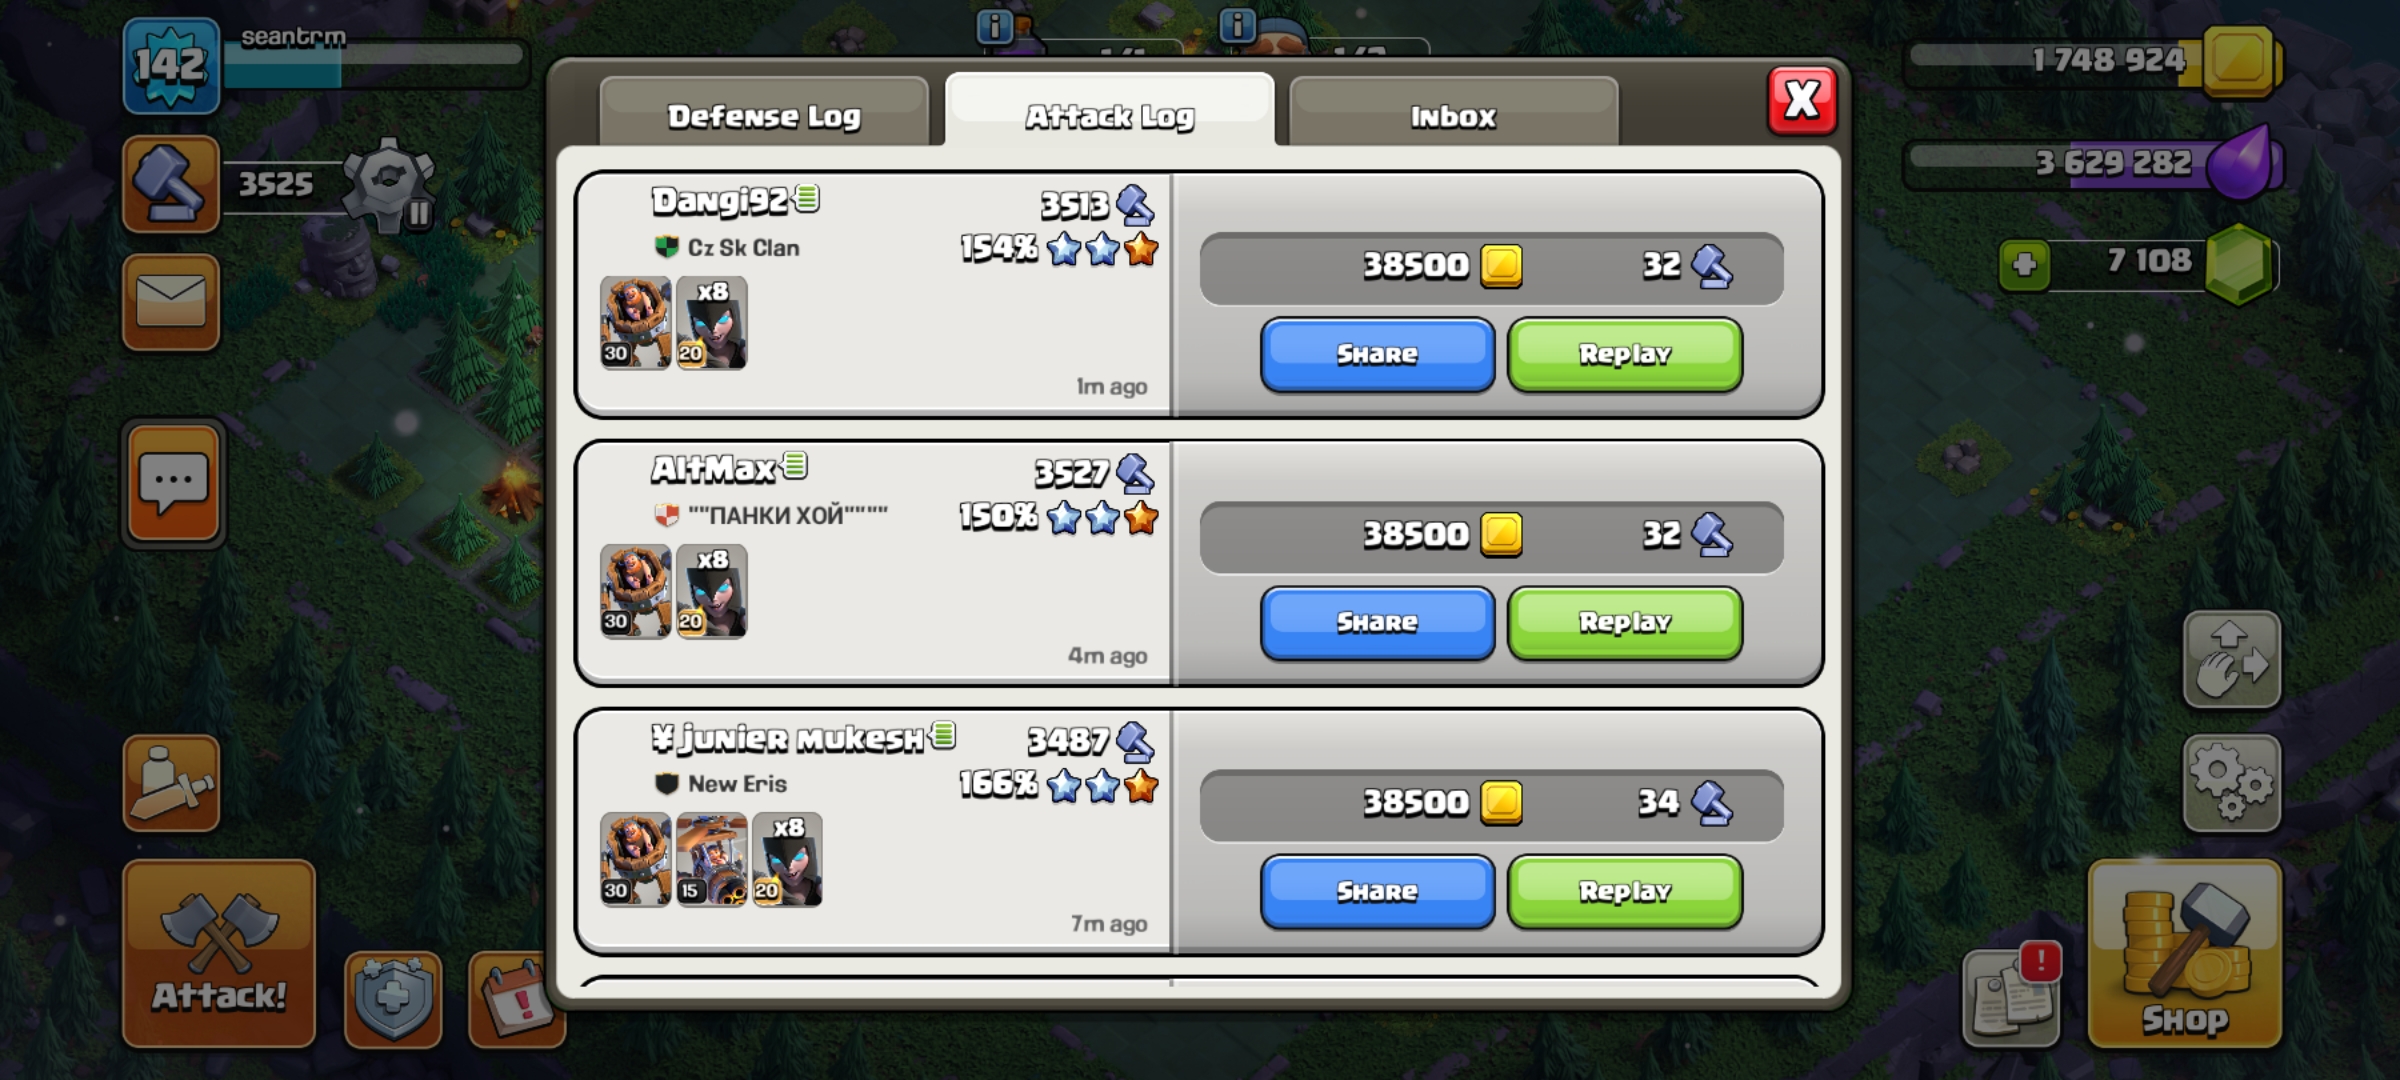 142
seantrm
1 748 924
3525
3 629 282
7 108
Defense Log
Attack Log
Inbox
X
Dangi92
3513
Cz Sk Clan
154%
x8
30
20
1m ago
38500
32
Share
Replay
AltMax
3527
""ПАНКИ ХОЙ""""
150%
x8
30
20
4m ago
38500
32
Share
Replay
¥ junier mukesh
3487
New Eris
166%
x8
30
15
20
7m ago
38500
34
Share
Replay
Attack!
!
Shop